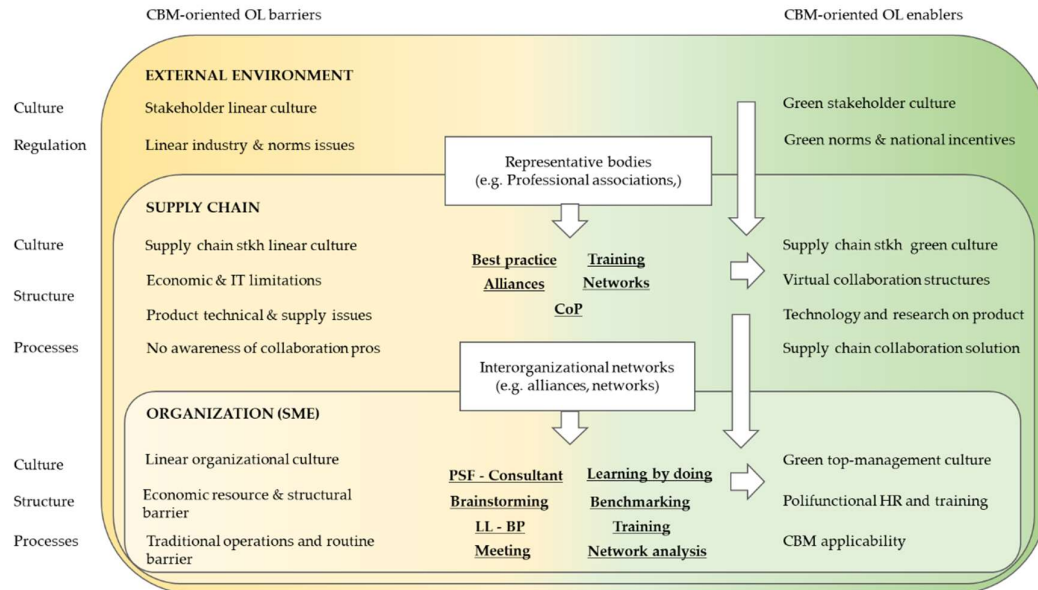 CBM-oriented OL barriers
CBM-oriented OL enablers
EXTERNAL ENVIRONMENT
Culture
Stakeholder linear culture
Green stakeholder culture
Regulation
Linear industry & norms issues
Green norms & national incentives
Representative bodies
(e.g. Professional associations,)
SUPPLY CHAIN
Culture
Supply chain stkh linear culture
Supply chain stkh green culture
Best practice
Training
Economic & IT limitations
Alliances
Networks
Virtual collaboration structures
Structure
CoP
Product technical & supply issues
Technology and research on product
Processes
No awareness of collaboration pros
Supply chain collaboration solution
Interorganizational networks
(e.g. alliances, networks)
ORGANIZATION (SME)
Culture
Linear organizational culture
Green top-management culture
PSF - Consultant
Learning by doing
Structure
Economic resource & structural
barrier
Brainstorming
Benchmarking
Polifunctional HR and training
LL - BP
Training
Processes
Traditional operations and routine
barrier
Meeting
Network analysis
CBM applicability